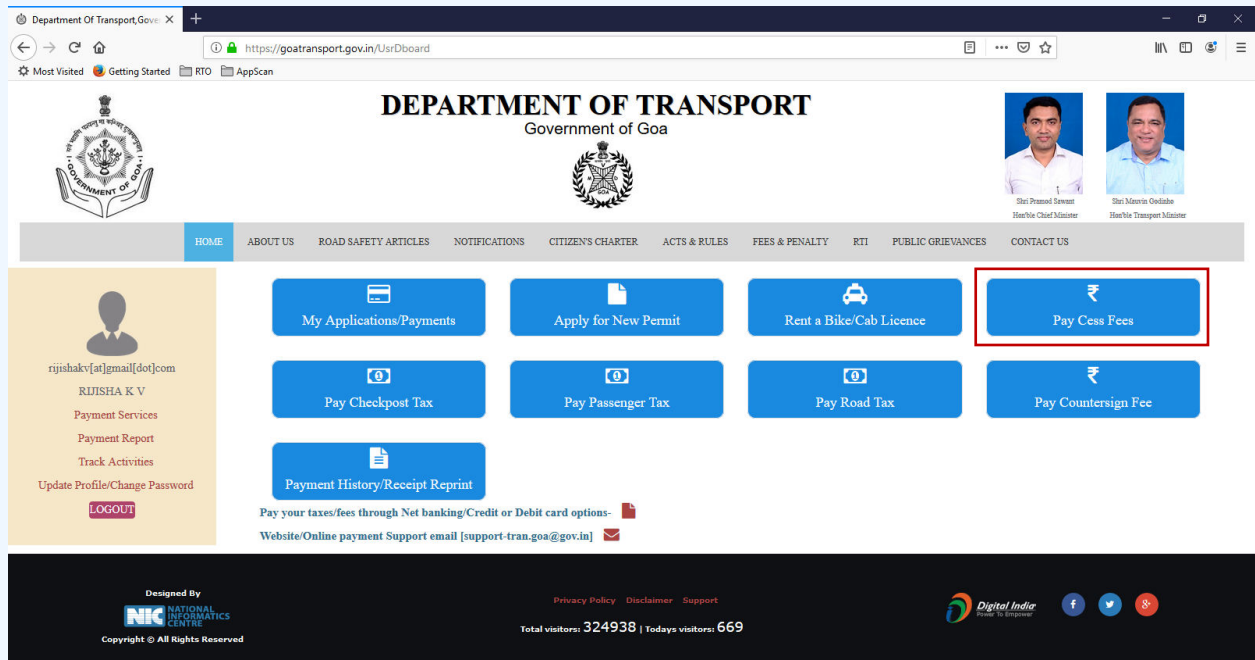 Department Of Transport,Gove
https://goatransport.gov.in/UsrDboard
Most Visited Getting Started RTO AppScan
DEPARTMENT OF TRANSPORT
Government of Goa
GOVERNMENT OF GOA
GOA
Shri Pramod Sawant
Hon'ble Chief Minister
Shri Mauvin Godinho
Hon'ble Transport Minister
HOME ABOUT US ROAD SAFETY ARTICLES NOTIFICATIONS CITIZEN'S CHARTER ACTS & RULES FEES & PENALTY RTI PUBLIC GRIEVANCES CONTACT US
rijishakv[at]gmail[dot]com
RIJISHA K V
Payment Services
Payment Report
Track Activities
Update Profile/Change Password
LOGOUT
My Applications/Payments
Apply for New Permit
Rent a Bike/Cab Licence
₹
Pay Cess Fees
Pay Checkpost Tax
Pay Passenger Tax
Pay Road Tax
₹
Pay Countersign Fee
Payment History/Receipt Reprint
Pay your taxes/fees through Net banking/Credit or Debit card options-
Website/Online payment Support email [support-tran.goa@gov.in]
Designed By
NIC NATIONAL
INFORMATICS
CENTRE
Copyright © All Rights Reserved
Privacy Policy Disclaimer Support
Total visitors: 324938 | Todays visitors: 669
Digital India
Power To Empower